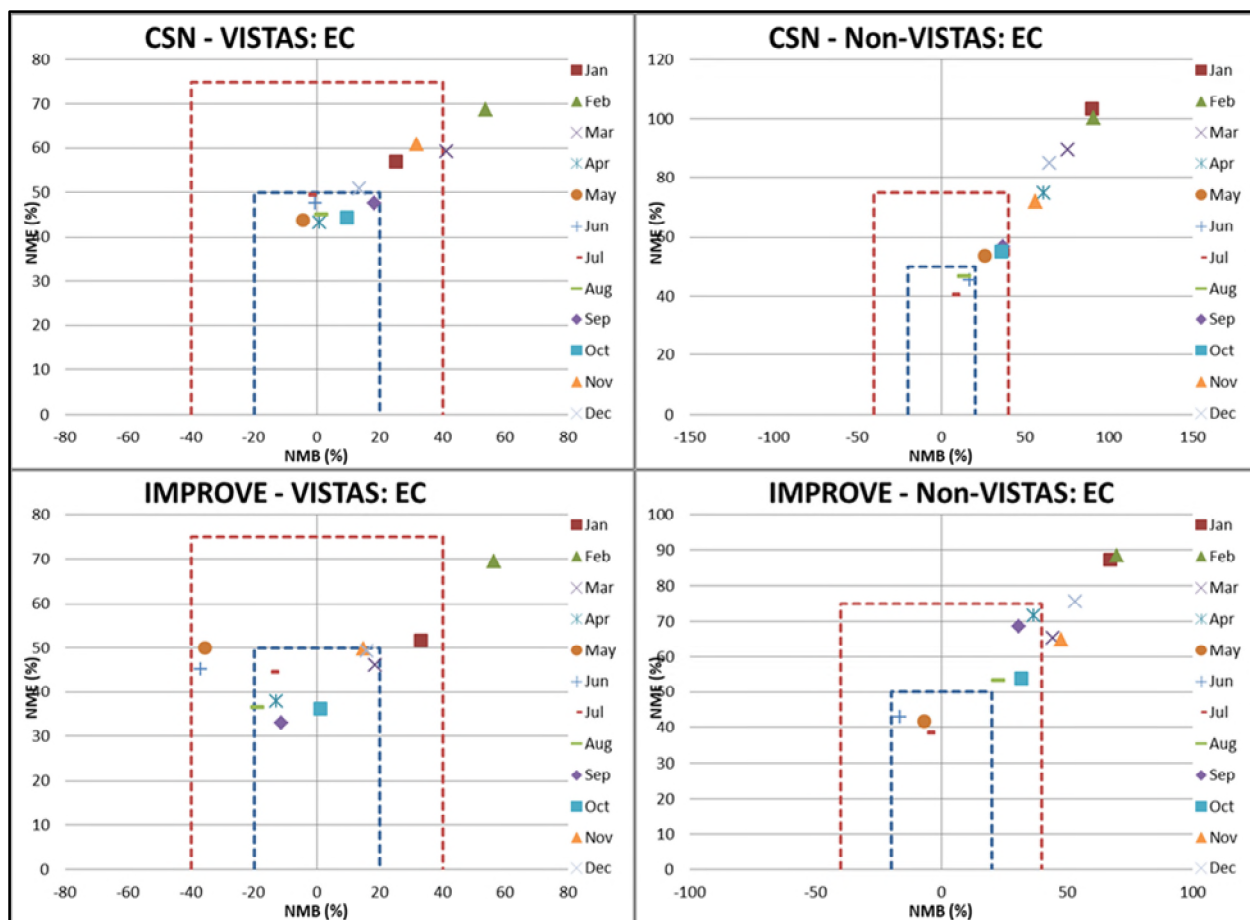 CSN - VISTAS: EC
80
70
60
50
40
30
20
10
0
NME (%)
-80 -60 -40 -20 0 20 40 60 80
NMB (%)
Jan
Feb
Mar
Apr
May
Jun
Jul
Aug
Sep
Oct
Nov
Dec
CSN - Non-VISTAS: EC
120
100
80
60
40
20
0
NME (%)
-150 -100 -50 0 50 100 150
NMB (%)
Jan
Feb
Mar
Apr
May
Jun
Jul
Aug
Sep
Oct
Nov
Dec
IMPROVE - VISTAS: EC
80
70
60
50
40
30
20
10
0
NME (%)
-80 -60 -40 -20 0 20 40 60 80
NMB (%)
Jan
Feb
Mar
Apr
May
Jun
Jul
Aug
Sep
Oct
Nov
Dec
IMPROVE - Non-VISTAS: EC
100
90
80
70
60
50
40
30
20
10
0
NME (%)
-100 -50 0 50 100
NMB (%)
Jan
Feb
Mar
Apr
May
Jun
Jul
Aug
Sep
Oct
Nov
Dec